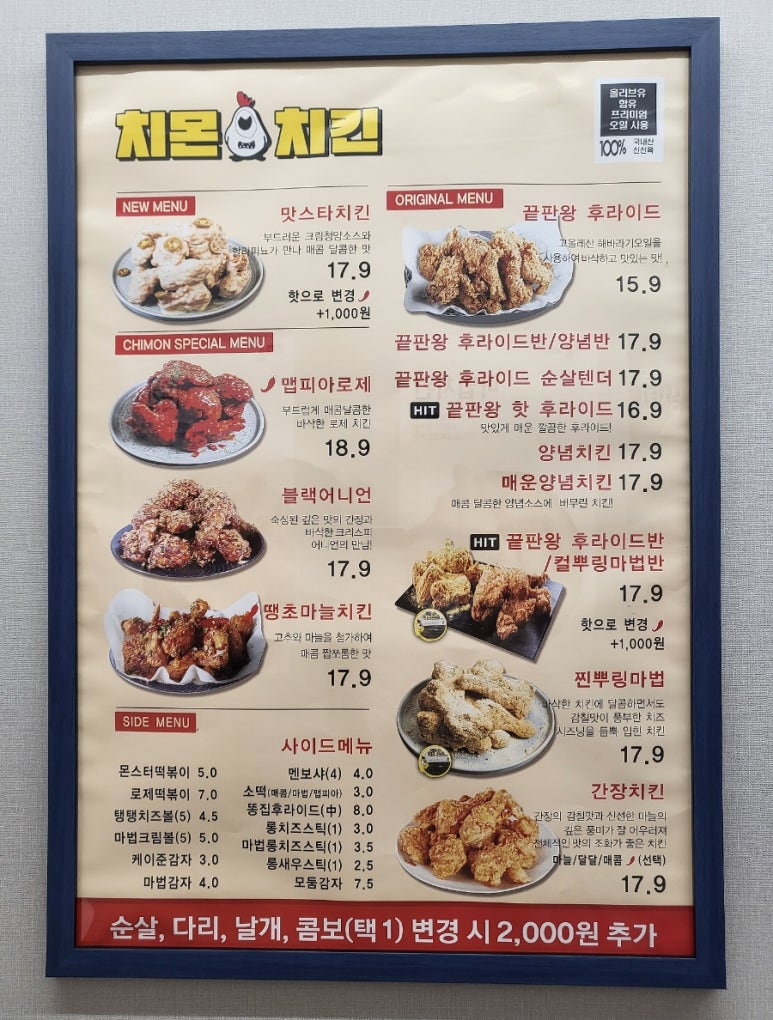 치몬 치킨
올리브유
함유
프리미엄
오일 사용
100% 국내산
신선육
NEW MENU
맛스타치킨
부드러운 크림청양소스와
할라피뇨가 만나 매콤 달콤한 맛
17.9
핫으로 변경
+1,000원
CHIMON SPECIAL MENU
맵피아로제
부드럽게 매콤달콤한
바삭한 로제 치킨
18.9
블랙어니언
숙성된 깊은 맛의 간장과
바삭한 크리스피
어니언의 만남!
17.9
땡초마늘치킨
고추와 마늘을 첨가하여
매콤 짭쪼롬한 맛
17.9
SIDE MENU
사이드메뉴
몬스터떡볶이 5.0
로제떡볶이 7.0
탱탱치즈볼(5) 4.5
마법크림볼(5) 5.0
케이준감자 3.0
마법감자 4.0
멘보샤(4) 4.0
소떡(매콤/마법/맵피아) 3.0
똥집후라이드(中) 8.0
롱치즈스틱(1) 3.0
마법롱치즈스틱(1) 3.5
롱새우스틱(1) 2.5
모둠감자 7.5
ORIGINAL MENU
끝판왕 후라이드
고올레산 해바라기오일을
사용하여 바삭하고 맛있는 맛!
15.9
끝판왕 후라이드반/양념반 17.9
끝판왕 후라이드 순살텐더 17.9
HIT 끝판왕 핫 후라이드 16.9
맛있게 매운 깔끔한 후라이드!
양념치킨 17.9
매운양념치킨 17.9
매콤 달콤한 양념소스에 버무린 치킨!
HIT 끝판왕 후라이드반
/컬뿌링마법반
17.9
핫으로 변경
+1,000원
찐뿌링마법
바삭한 치킨에 달콤하면서도
감칠맛이 풍부한 치즈
시즈닝을 듬뿍 입힌 치킨
17.9
간장치킨
간장의 감칠맛과 신선한 마늘의
깊은 풍미가 잘 어우러져
전체적인 맛의 조화가 좋은 치킨
마늘/달달/매콤 (선택)
17.9
순살, 다리, 날개, 콤보(택1) 변경 시 2,000원 추가